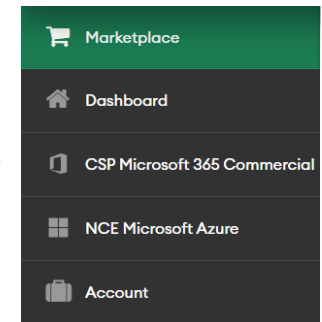 Marketplace
Dashboard
CSP Microsoft 365 Commercial
NCE Microsoft Azure
Account